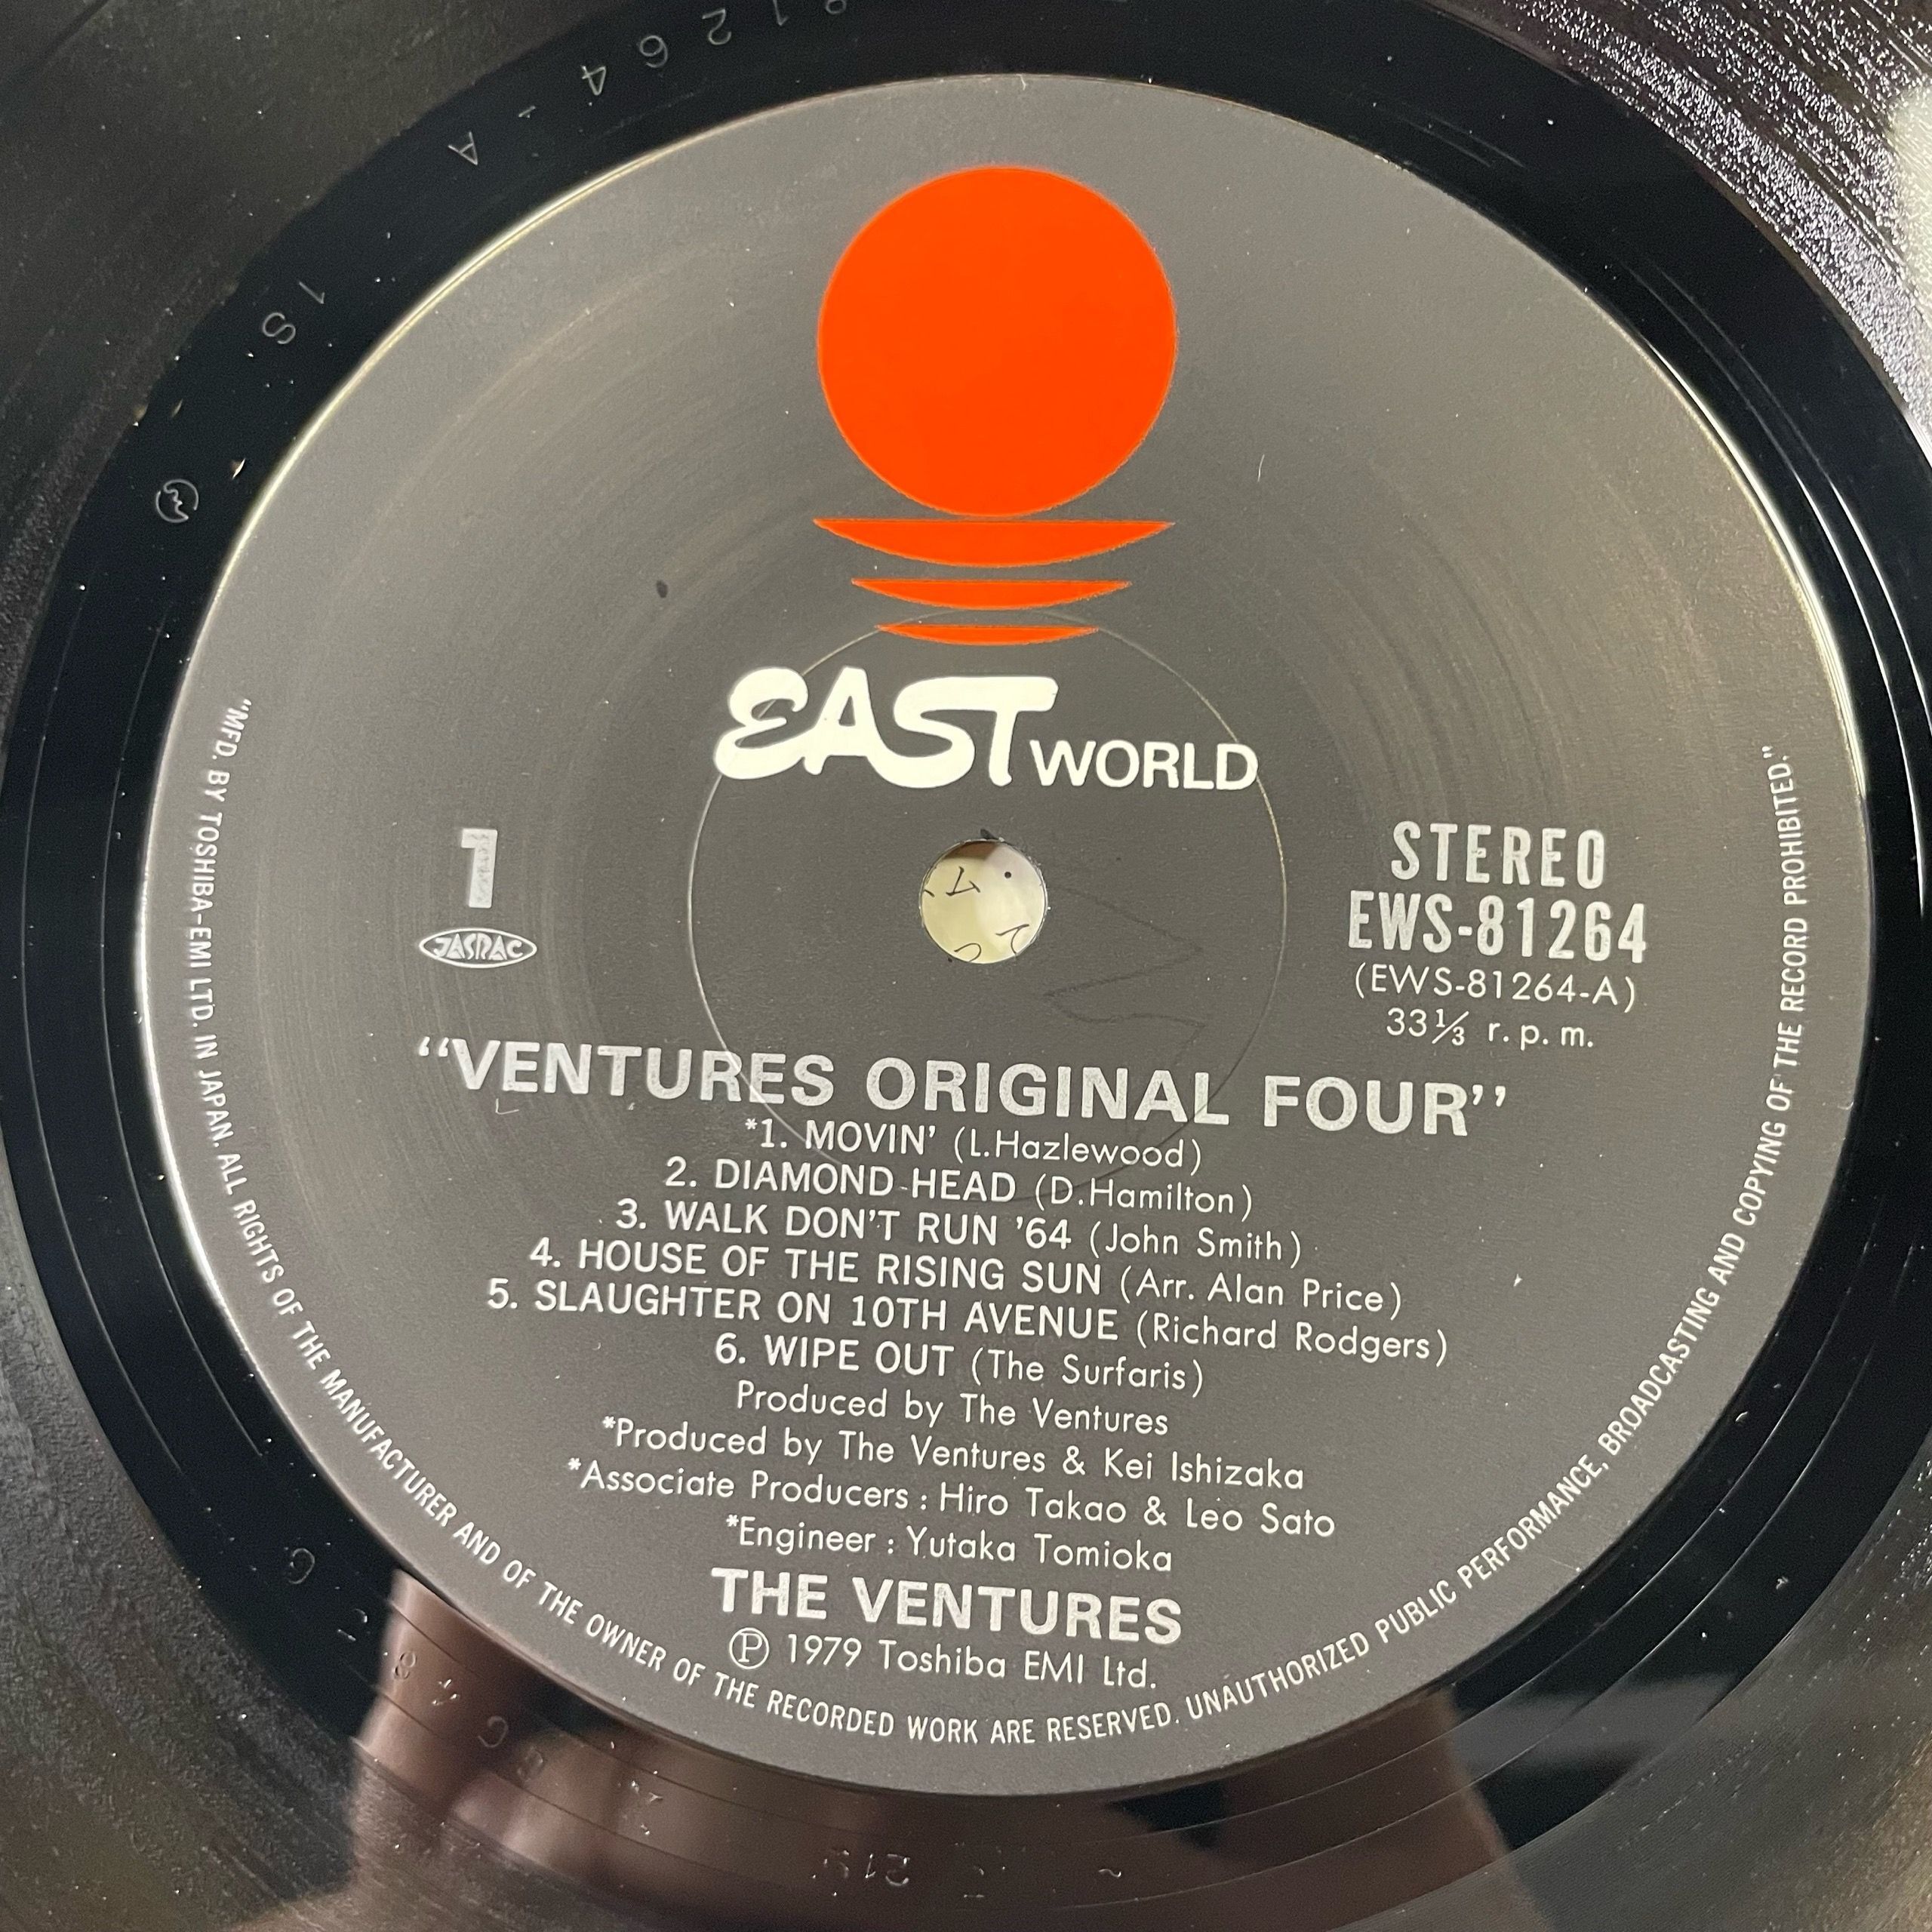 81264-A
1S
EAST WORLD
1
JASRAC
STEREO
EWS-81264
(EWS-81264-A)
33⅓ r.p.m.
“VENTURES ORIGINAL FOUR”
*1. MOVIN’ (L.Hazlewood)
2. DIAMOND HEAD (D.Hamilton)
3. WALK DON’T RUN ’64 (John Smith)
4. HOUSE OF THE RISING SUN (Arr. Alan Price)
5. SLAUGHTER ON 10TH AVENUE (Richard Rodgers)
6. WIPE OUT (The Surfaris)
Produced by The Ventures
*Produced by The Ventures & Kei Ishizaka
*Associate Producers : Hiro Takao & Leo Sato
*Engineer : Yutaka Tomioka
THE VENTURES
Ⓟ 1979 Toshiba EMI Ltd.
"MFD. BY TOSHIBA-EMI LTD. IN JAPAN. ALL RIGHTS OF THE MANUFACTURER AND OF THE OWNER OF THE RECORDED WORK ARE RESERVED. UNAUTHORIZED PUBLIC PERFORMANCE, BROADCASTING AND COPYING OF THE RECORD PROHIBITED."